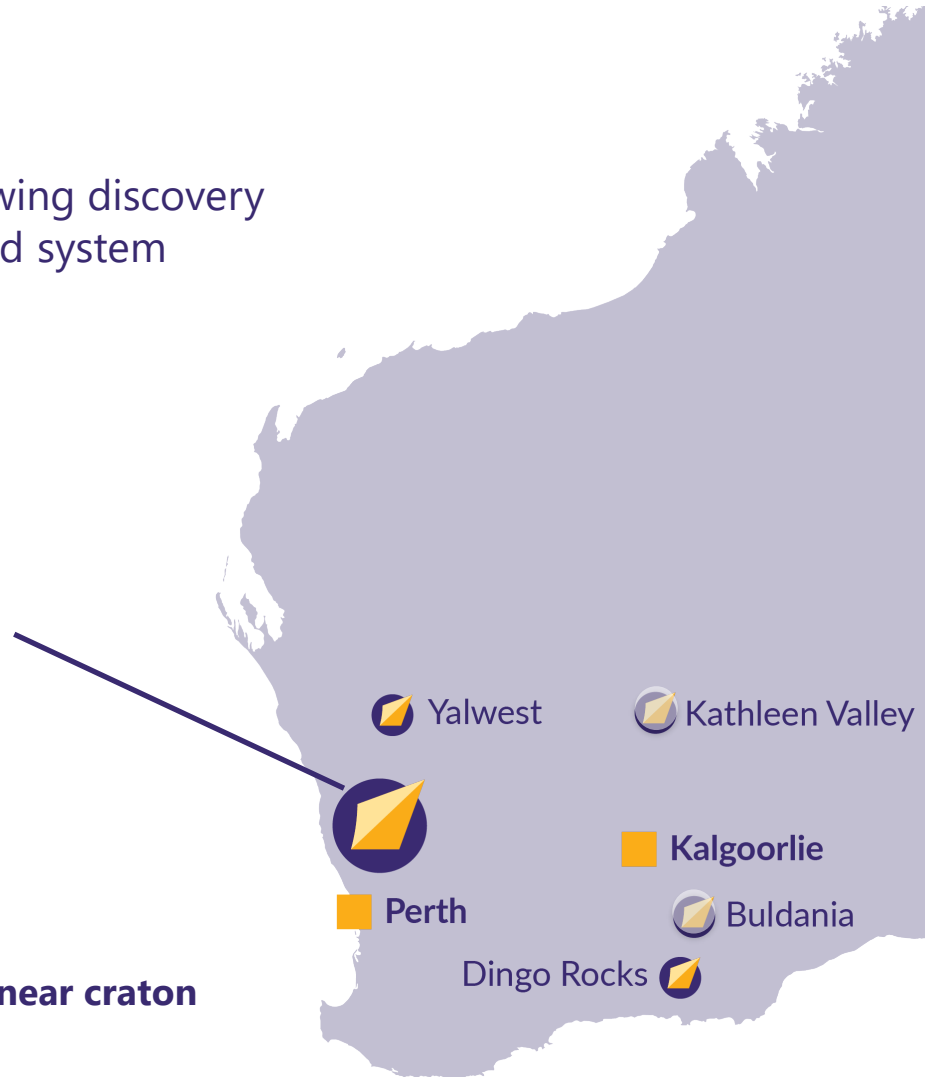 wing discovery
d system
Yalwest
Kathleen Valley
Kalgoorlie
Perth
Buldania
Dingo Rocks
near craton